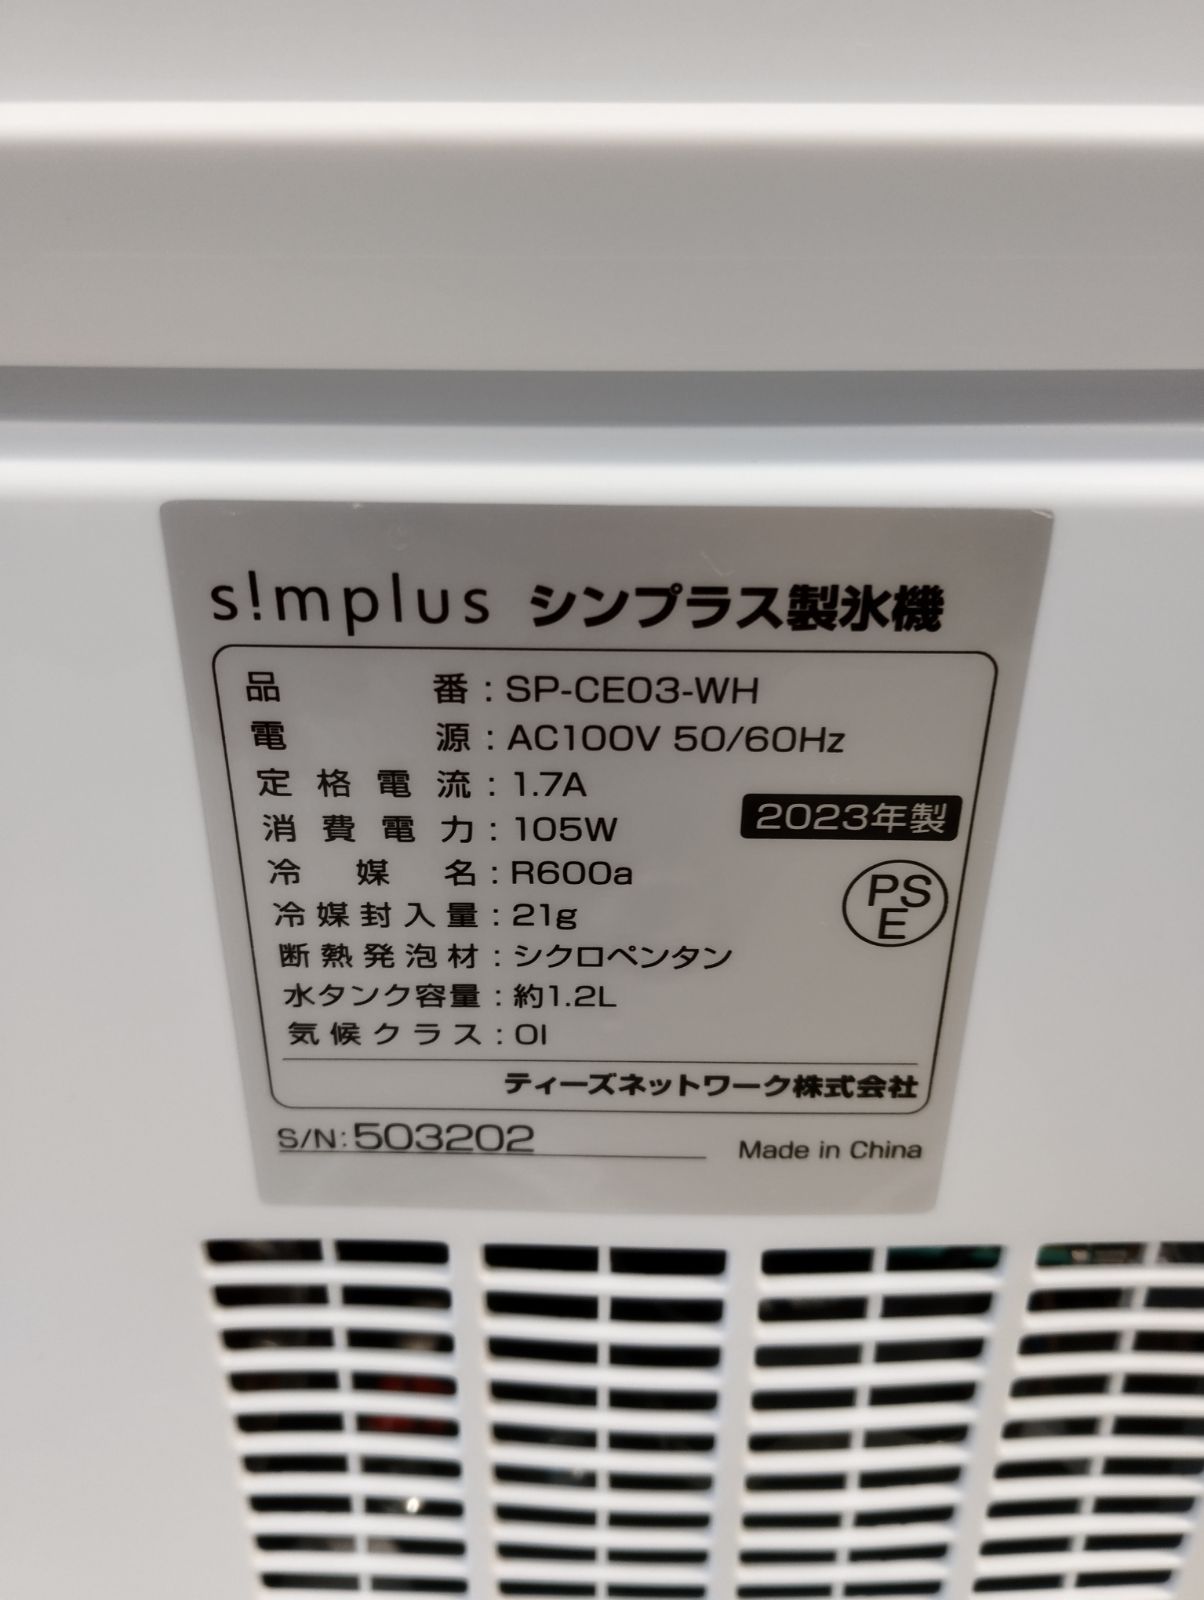 s!mplus シンプラス製氷機
品番：SP-CE03-WH
電源：AC100V 50/60Hz
定格電流：1.7A
消費電力：105W
2023年製
冷媒名：R600a
PS
E
冷媒封入量：21g
断熱発泡材：シクロペンタン
水タンク容量：約1.2L
気候クラス：OI
ティーズネットワーク株式会社
S/N:503202
Made in China